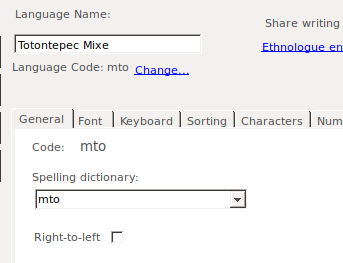 Language Name:
Share writing
Totontepec Mixe
Ethnologue en
Language Code: mto Change...
General Font Keyboard Sorting Characters Num
Code: mto
Spelling dictionary:
mto
Right-to-left